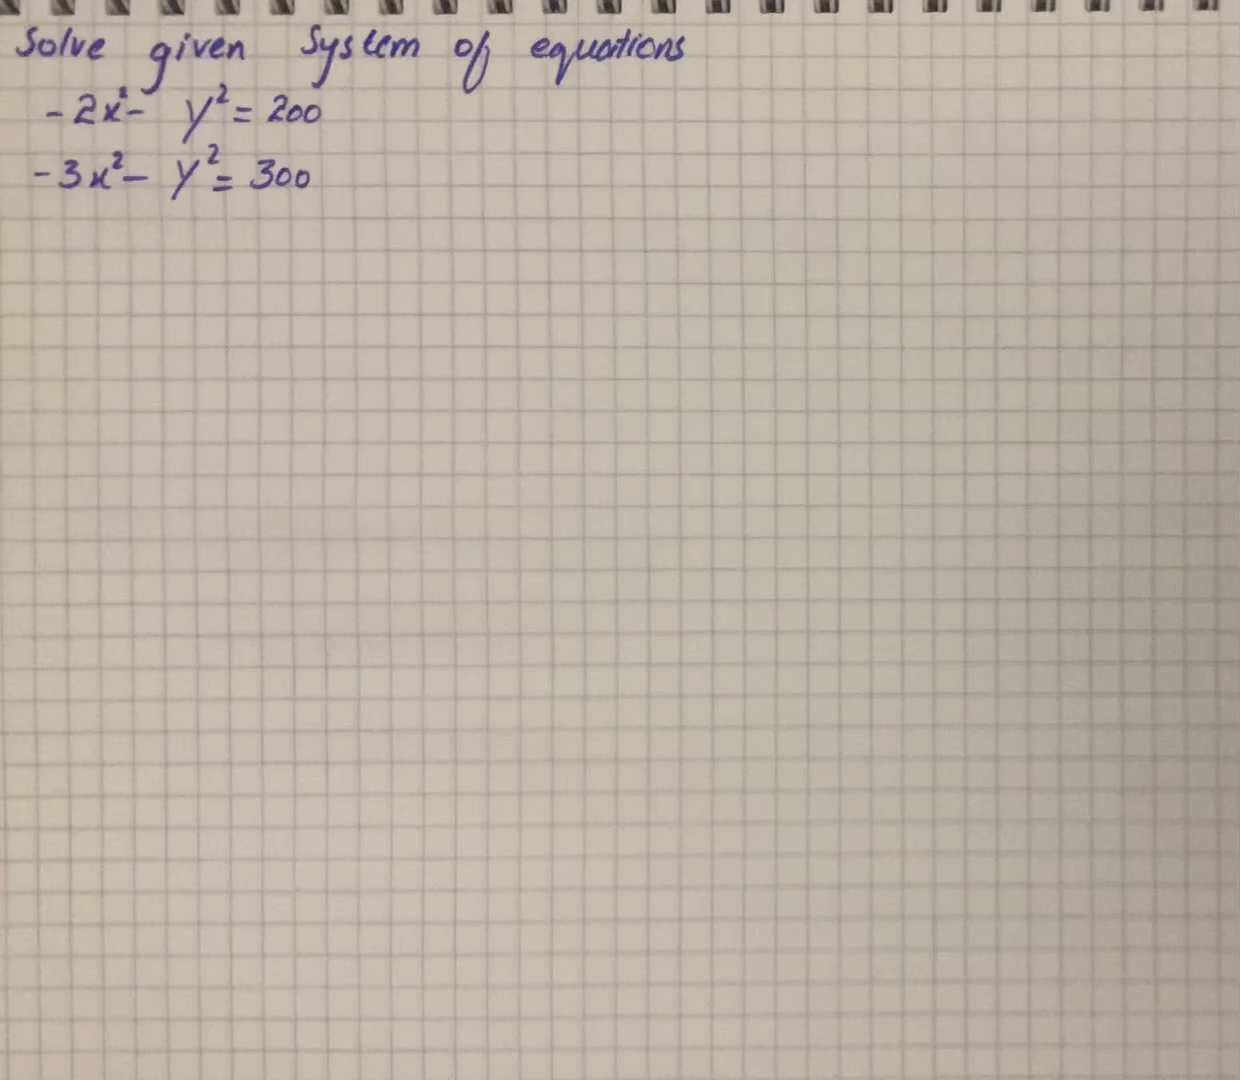 Solve given System of equations
-2x²- y²= 200
-3x²- y²= 300